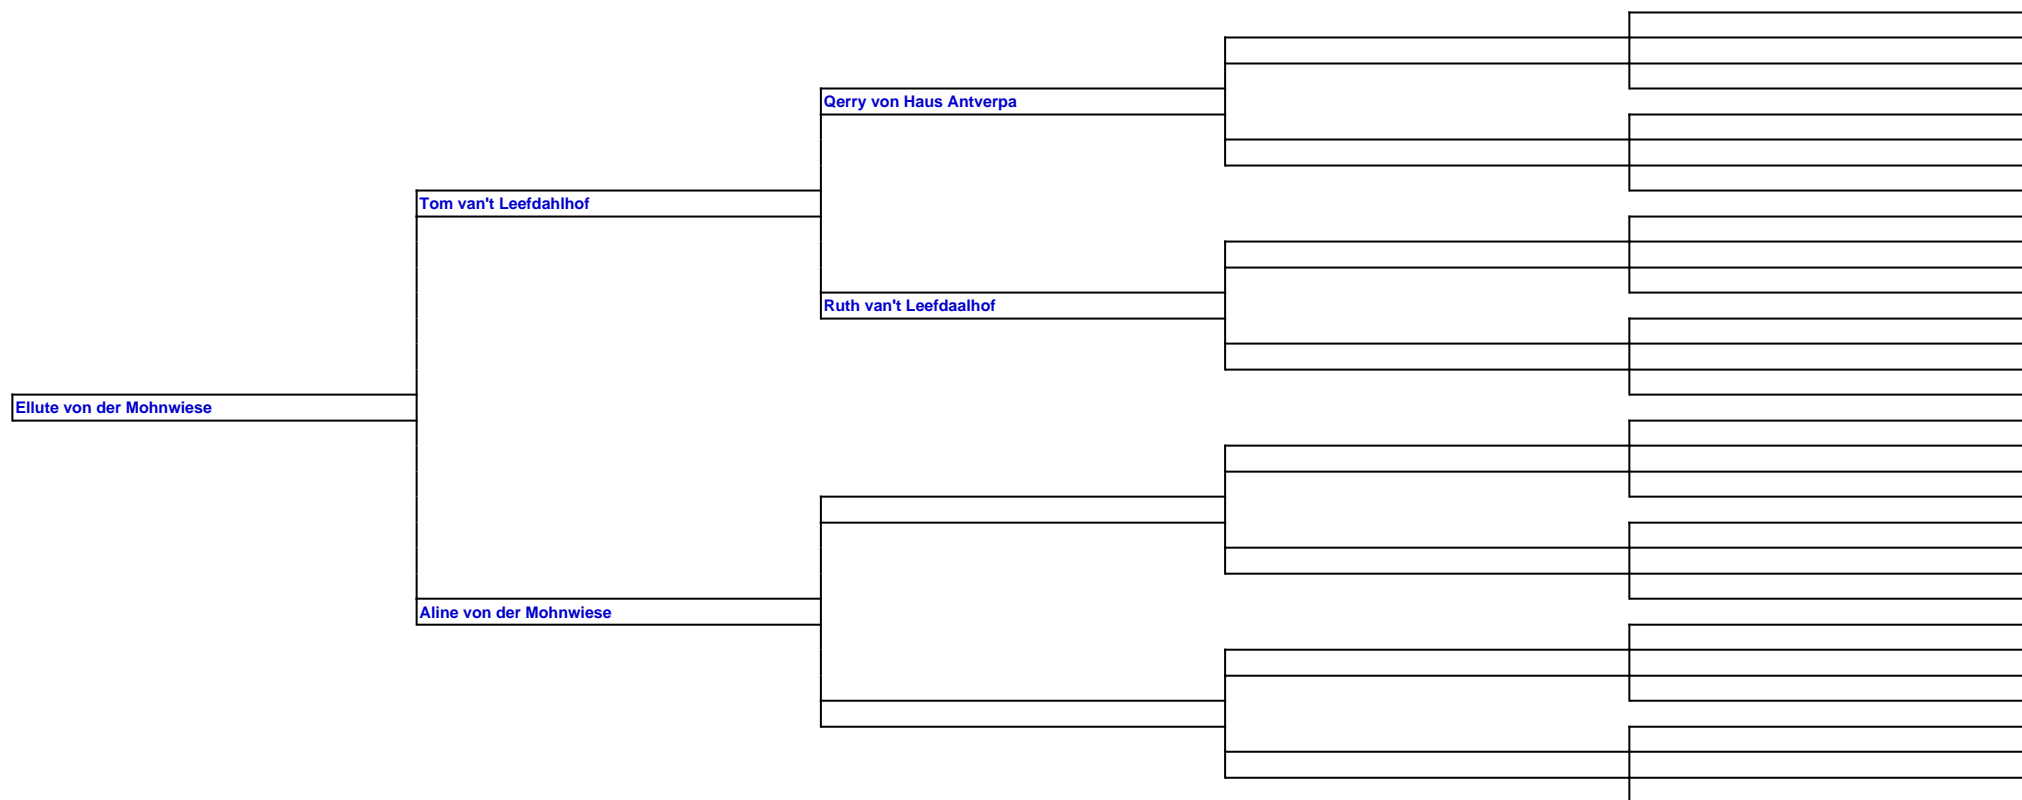 Qerry von Haus Antverpa
Tom van't Leefdahlhof
Ruth van't Leefdaalhof
Ellute von der Mohnwiese
Aline von der Mohnwiese